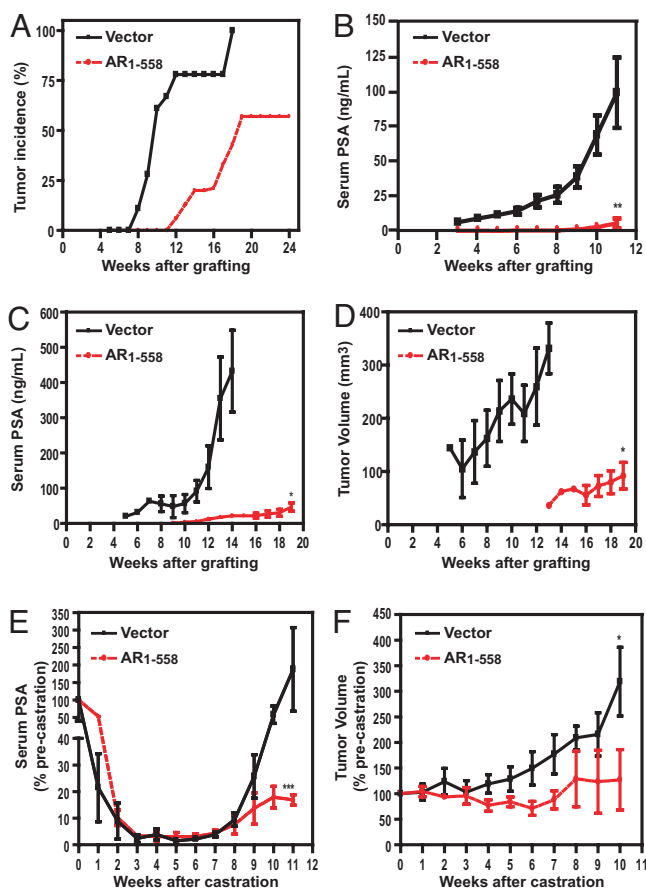 A
Vector
AR1-558
Tumor incidence (%)
100
75
50
25
0
0 4 8 12 16 20 24
Weeks after grafting
B
Vector
AR1-558
Serum PSA (ng/mL)
150
125
100
75
50
25
0
**
0 2 4 6 8 10 12
Weeks after grafting
C
Vector
AR1-558
Serum PSA (ng/mL)
600
500
400
300
200
100
0
*
0 2 4 6 8 10 12 14 16 18 20
Weeks after grafting
D
Vector
AR1-558
Tumor Volume (mm3)
400
300
200
100
0
*
0 2 4 6 8 10 12 14 16 18 20
Weeks after grafting
E
Vector
AR1-558
Serum PSA
(% pre-castration)
350
300
250
200
150
100
50
40
30
20
10
0
***
0 1 2 3 4 5 6 7 8 9 10 11 12
Weeks after castration
F
Vector
AR1-558
Tumor Volume
(% pre-castration)
450
400
350
300
250
200
150
100
50
0
*
0 1 2 3 4 5 6 7 8 9 10 11
Weeks after castration